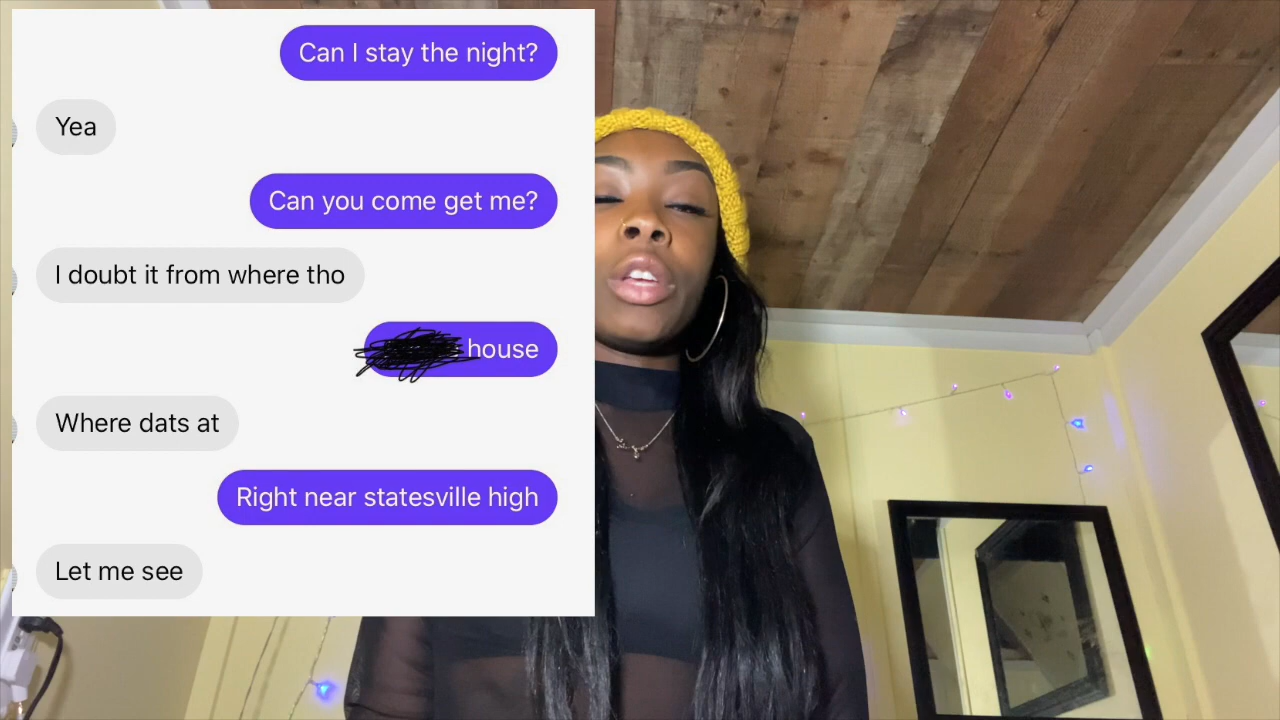 Can I stay the night?
Yea
Can you come get me?
I doubt it from where tho
house
Where dats at
Right near statesville high
Let me see